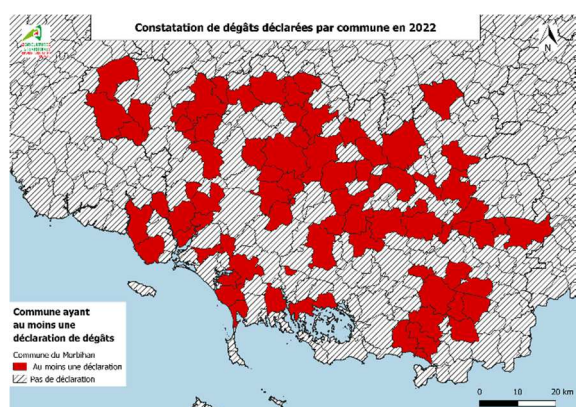 Constatation de dégâts déclarées par commune en 2022
N
Commune ayant
au moins une
déclaration de dégâts
Commune du Morbihan
Au moins une déclaration
Pas de déclaration
0 10 20 km